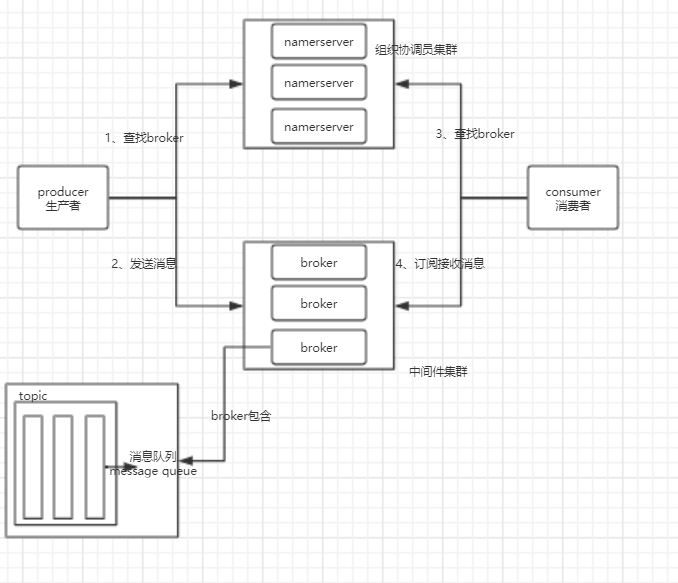 namerserver
组织协调员集群
namerserver
namerserver
1、查找broker
3、查找broker
producer
生产者
consumer
消费者
2、发送消息
broker
4、订阅接收消息
broker
broker
中间件集群
topic
broker包含
消息队列
message queue